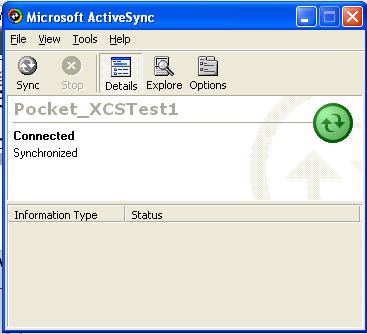 Microsoft ActiveSync
File View Tools Help
Sync Stop Details Explore Options
Pocket_XCSTest1
Connected
Synchronized
Information Type Status